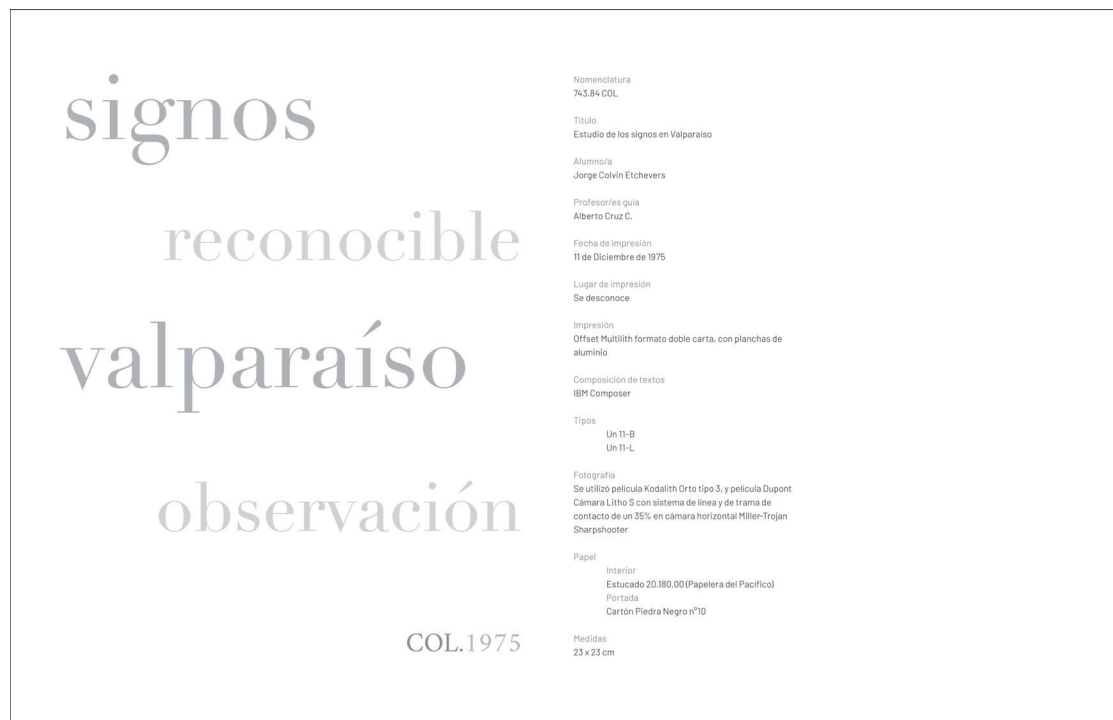 signos
reconocible
valparaíso
observación
COL.1975
Nomenclatura
743.84 COL
Título
Estudio de los signos en Valparaíso
Alumno/a
Jorge Colvin Etchevers
Profesor/es guía
Alberto Cruz C.
Fecha de impresión
11 de Diciembre de 1975
Lugar de impresión
Se desconoce
Impresión
Offset Multilith formato doble carta, con planchas de
aluminio
Composición de textos
IBM Composer
Tipos
Un 11-B
Un 11-L
Fotografía
Se utilizó película Kodalith Orto tipo 3, y película Dupont
Cámara Litho S con sistema de línea y de trama de
contacto de un 35% en cámara horizontal Miller-Trojan
Sharpshooter
Papel
Interior
Estucado 20.180.00 (Papelera del Pacífico)
Portada
Cartón Piedra Negro n°10
Medidas
23 x 23 cm